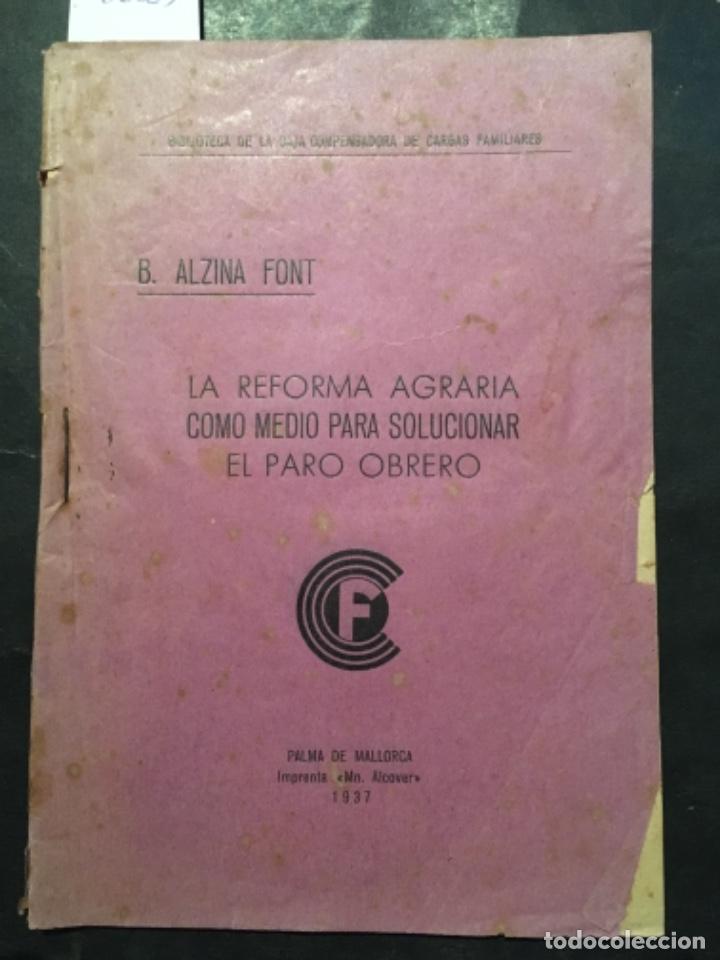 BIBLIOTECA DE LA CAJA COMPENSADORA DE CARGAS FAMILIARES
B. ALZINA FONT
LA REFORMA AGRARIA
COMO MEDIO PARA SOLUCIONAR
EL PARO OBRERO
F
PALMA DE MALLORCA
Imprenta «Mn. Alcover»
1937
todocoleccion